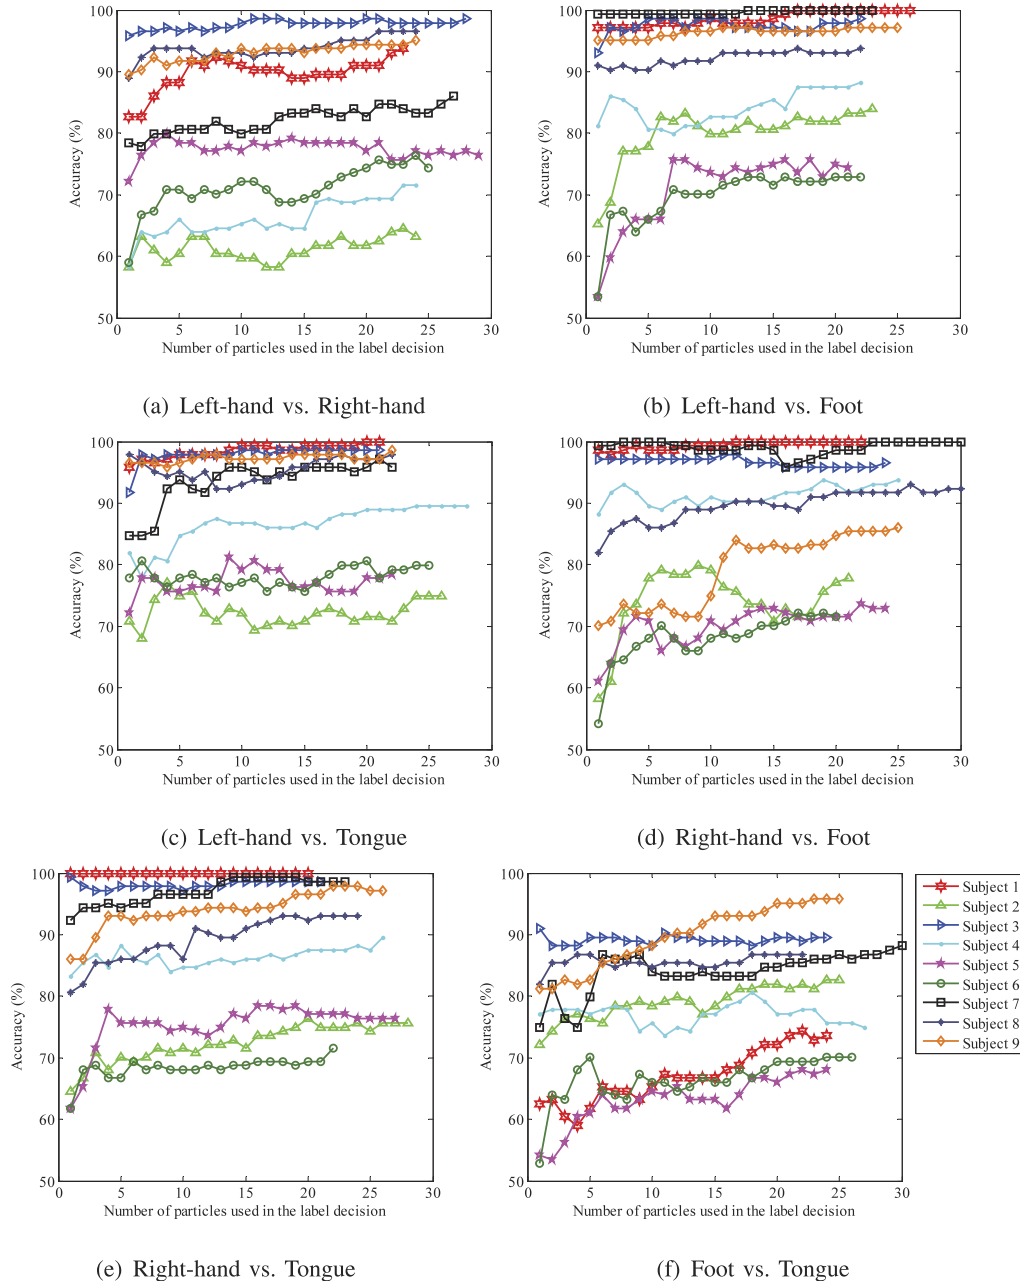 100
90
80
70
60
50
0 5 10 15 20 25 30
Accuracy (%)
Number of particles used in the label decision
(a) Left-hand vs. Right-hand
100
90
80
70
60
50
0 5 10 15 20 25 30
Accuracy (%)
Number of particles used in the label decision
(b) Left-hand vs. Foot
100
90
80
70
60
50
0 5 10 15 20 25 30
Accuracy (%)
Number of particles used in the label decision
(c) Left-hand vs. Tongue
100
90
80
70
60
50
0 5 10 15 20 25 30
Accuracy (%)
Number of particles used in the label decision
(d) Right-hand vs. Foot
100
90
80
70
60
50
0 5 10 15 20 25 30
Accuracy (%)
Number of particles used in the label decision
(e) Right-hand vs. Tongue
100
90
80
70
60
50
0 5 10 15 20 25 30
Accuracy (%)
Number of particles used in the label decision
(f) Foot vs. Tongue
Subject 1
Subject 2
Subject 3
Subject 4
Subject 5
Subject 6
Subject 7
Subject 8
Subject 9